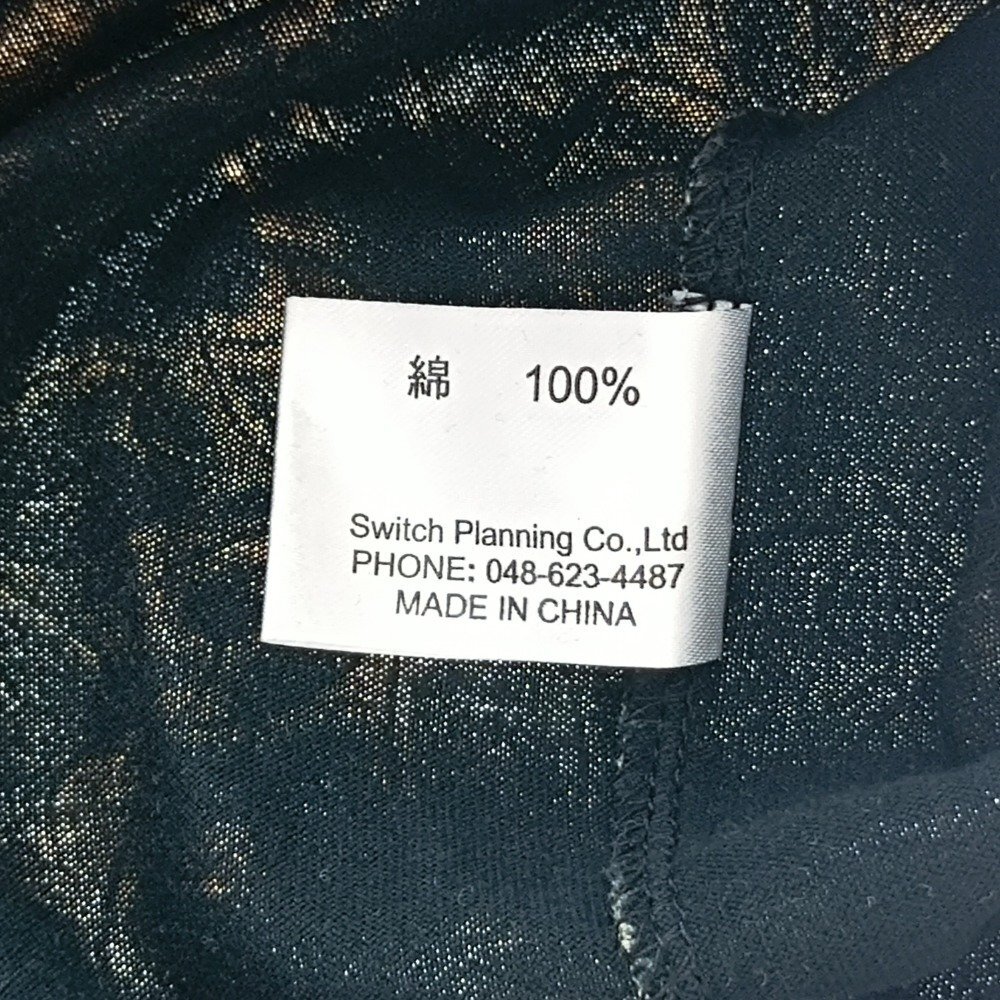 綿 100%
Switch Planning Co.,Ltd
PHONE: 048-623-4487
MADE IN CHINA